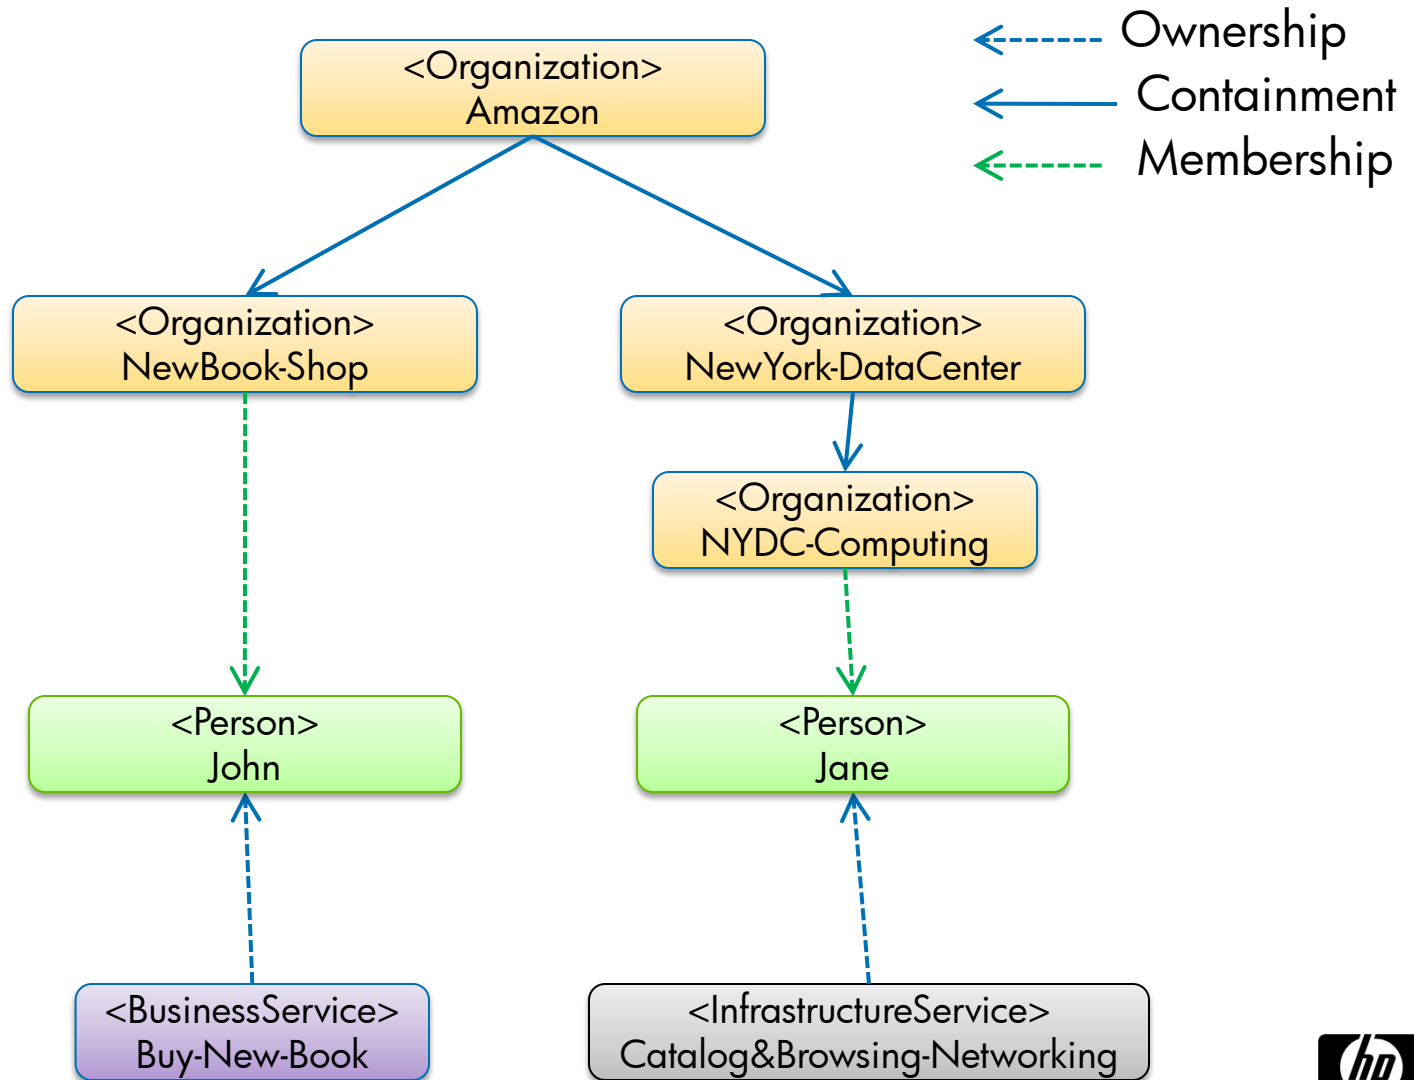 Ownership
Containment
Membership
<Organization>
Amazon
<Organization>
NewBook-Shop
<Organization>
NewYork-DataCenter
<Organization>
NYDC-Computing
<Person>
John
<Person>
Jane
<BusinessService>
Buy-New-Book
<InfrastructureService>
Catalog&Browsing-Networking
hp